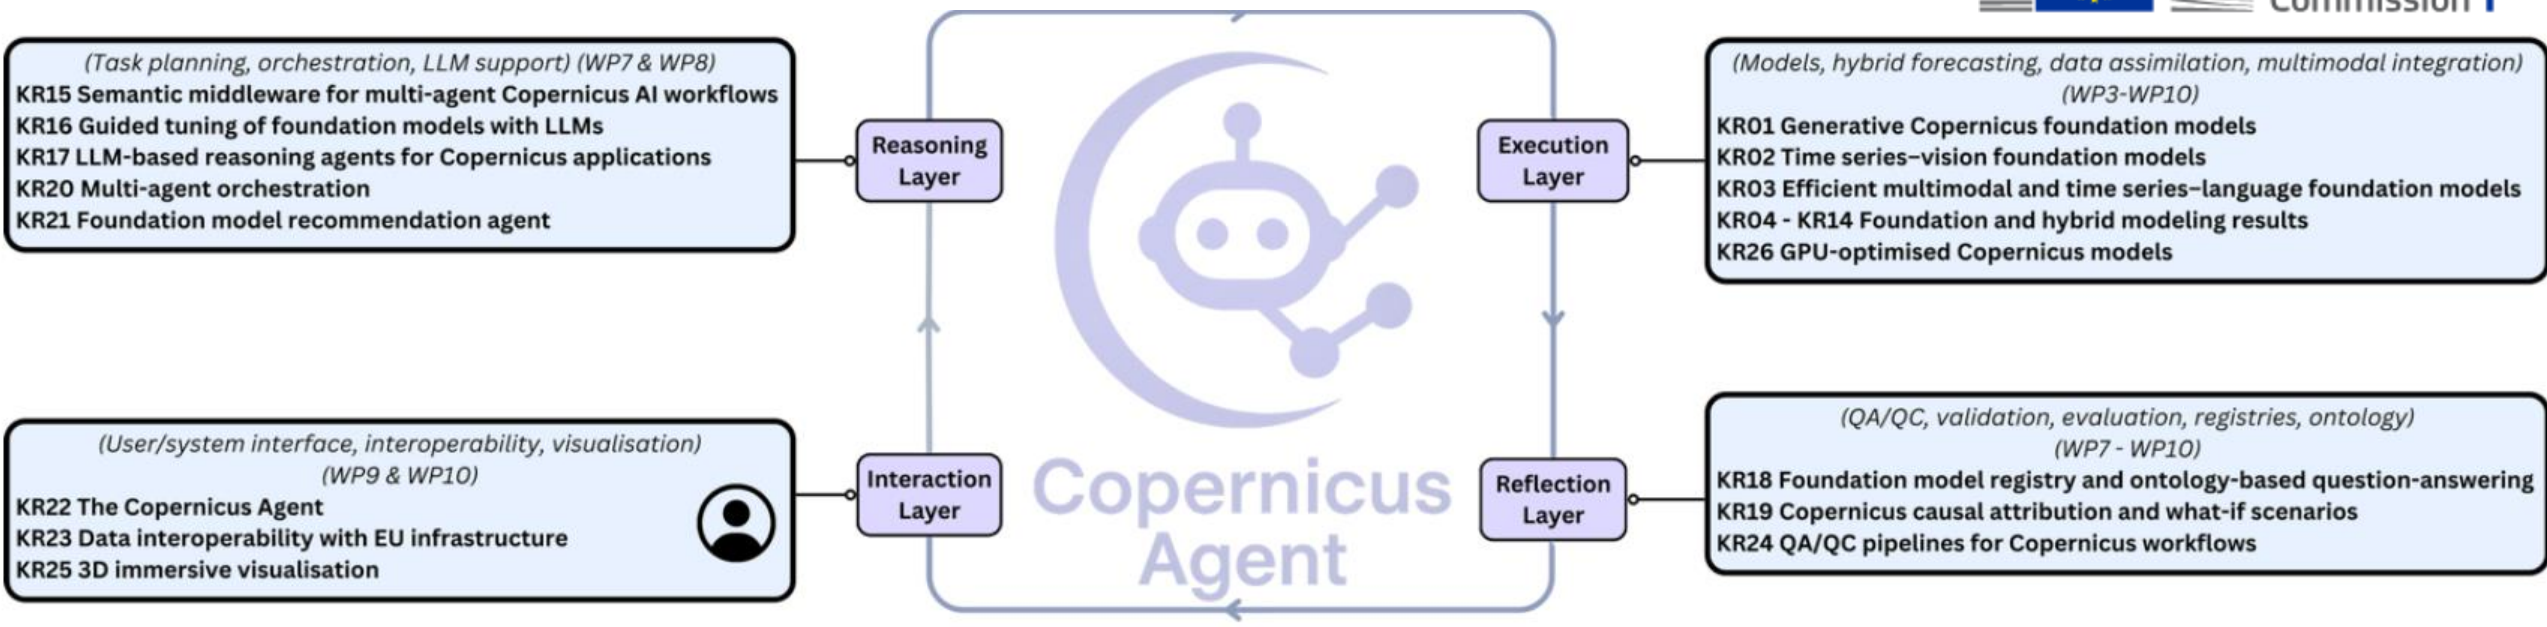 Commission
(Task planning, orchestration, LLM support) (WP7 & WP8)
KR15 Semantic middleware for multi-agent Copernicus AI workflows
KR16 Guided tuning of foundation models with LLMs
KR17 LLM-based reasoning agents for Copernicus applications
KR20 Multi-agent orchestration
KR21 Foundation model recommendation agent
Reasoning
Layer
Execution
Layer
(Models, hybrid forecasting, data assimilation, multimodal integration)
(WP3-WP10)
KR01 Generative Copernicus foundation models
KR02 Time series–vision foundation models
KR03 Efficient multimodal and time series–language foundation models
KR04 - KR14 Foundation and hybrid modeling results
KR26 GPU-optimised Copernicus models
(User/system interface, interoperability, visualisation)
(WP9 & WP10)
KR22 The Copernicus Agent
KR23 Data interoperability with EU infrastructure
KR25 3D immersive visualisation
Interaction
Layer
Copernicus
Agent
Reflection
Layer
(QA/QC, validation, evaluation, registries, ontology)
(WP7 - WP10)
KR18 Foundation model registry and ontology-based question-answering
KR19 Copernicus causal attribution and what-if scenarios
KR24 QA/QC pipelines for Copernicus workflows